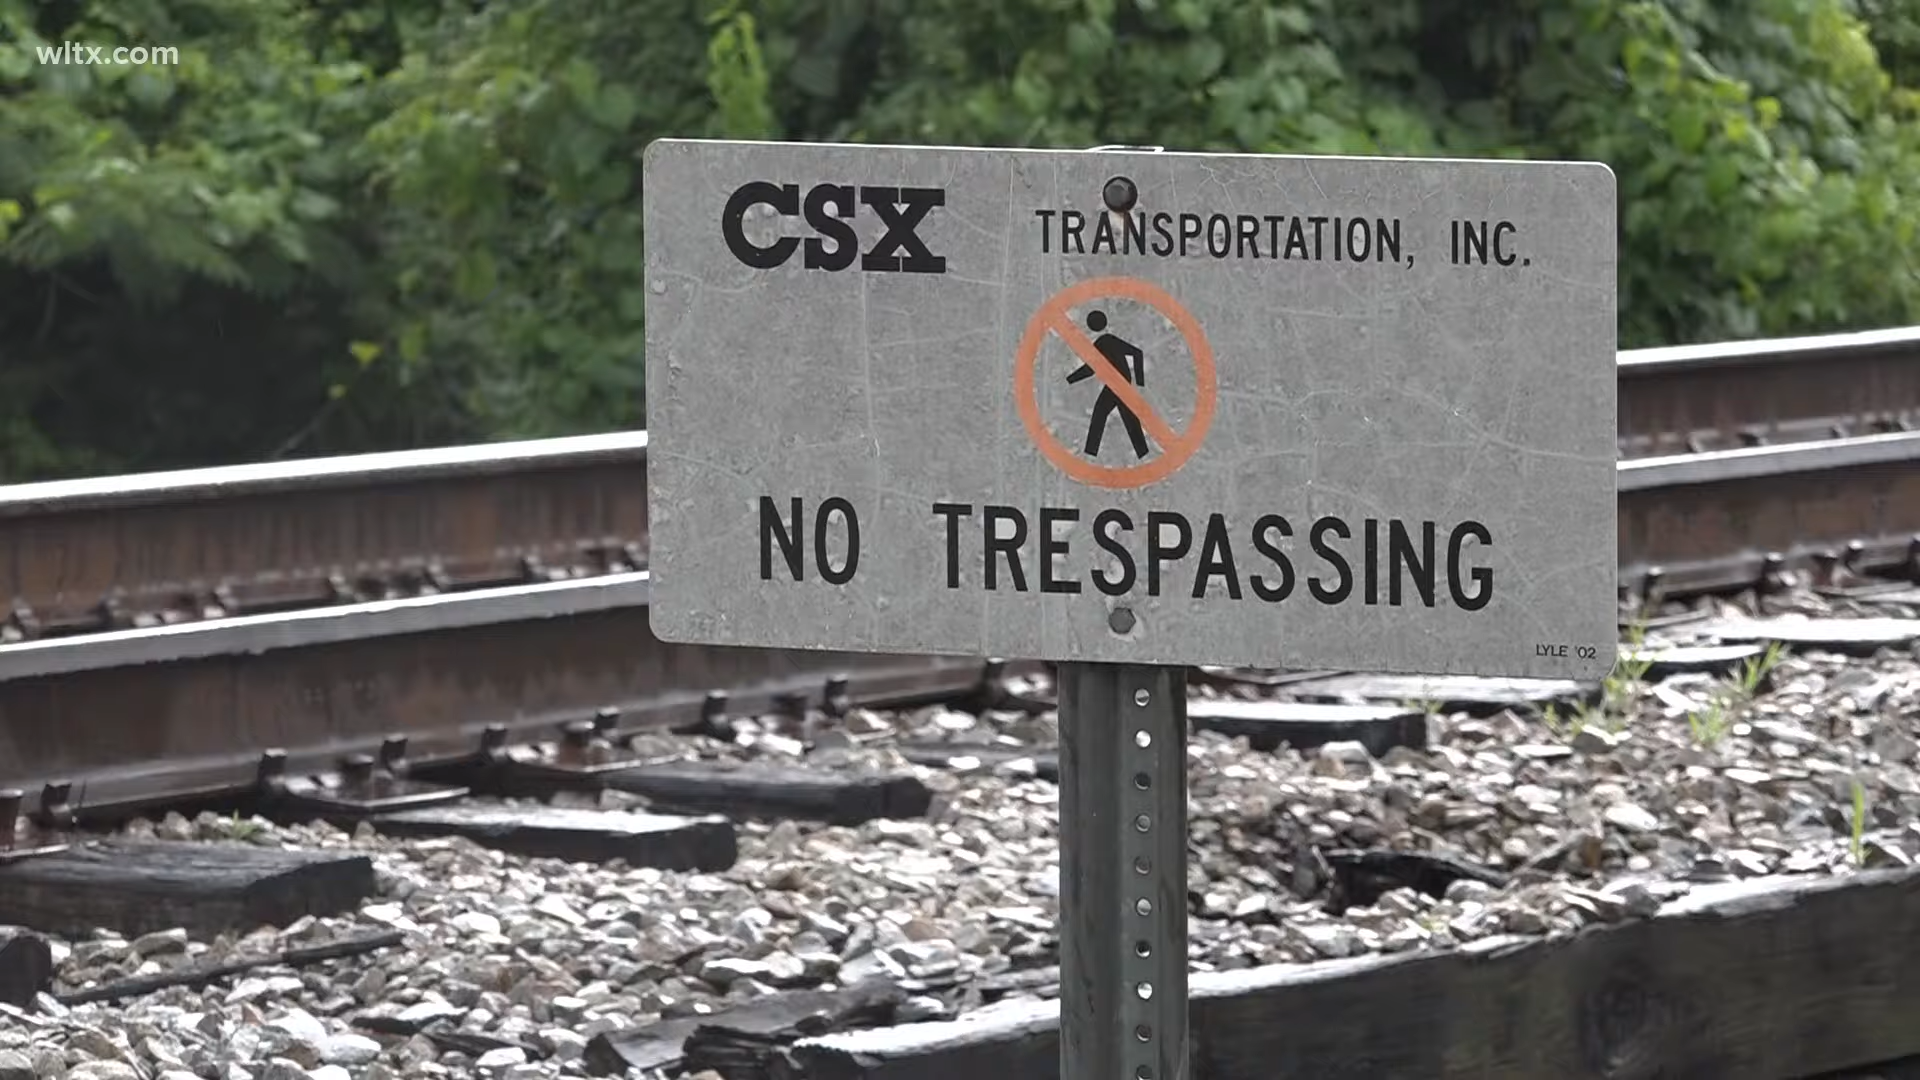 wltx.com
CSX TRANSPORTATION, INC.
NO TRESPASSING
LYLE '02